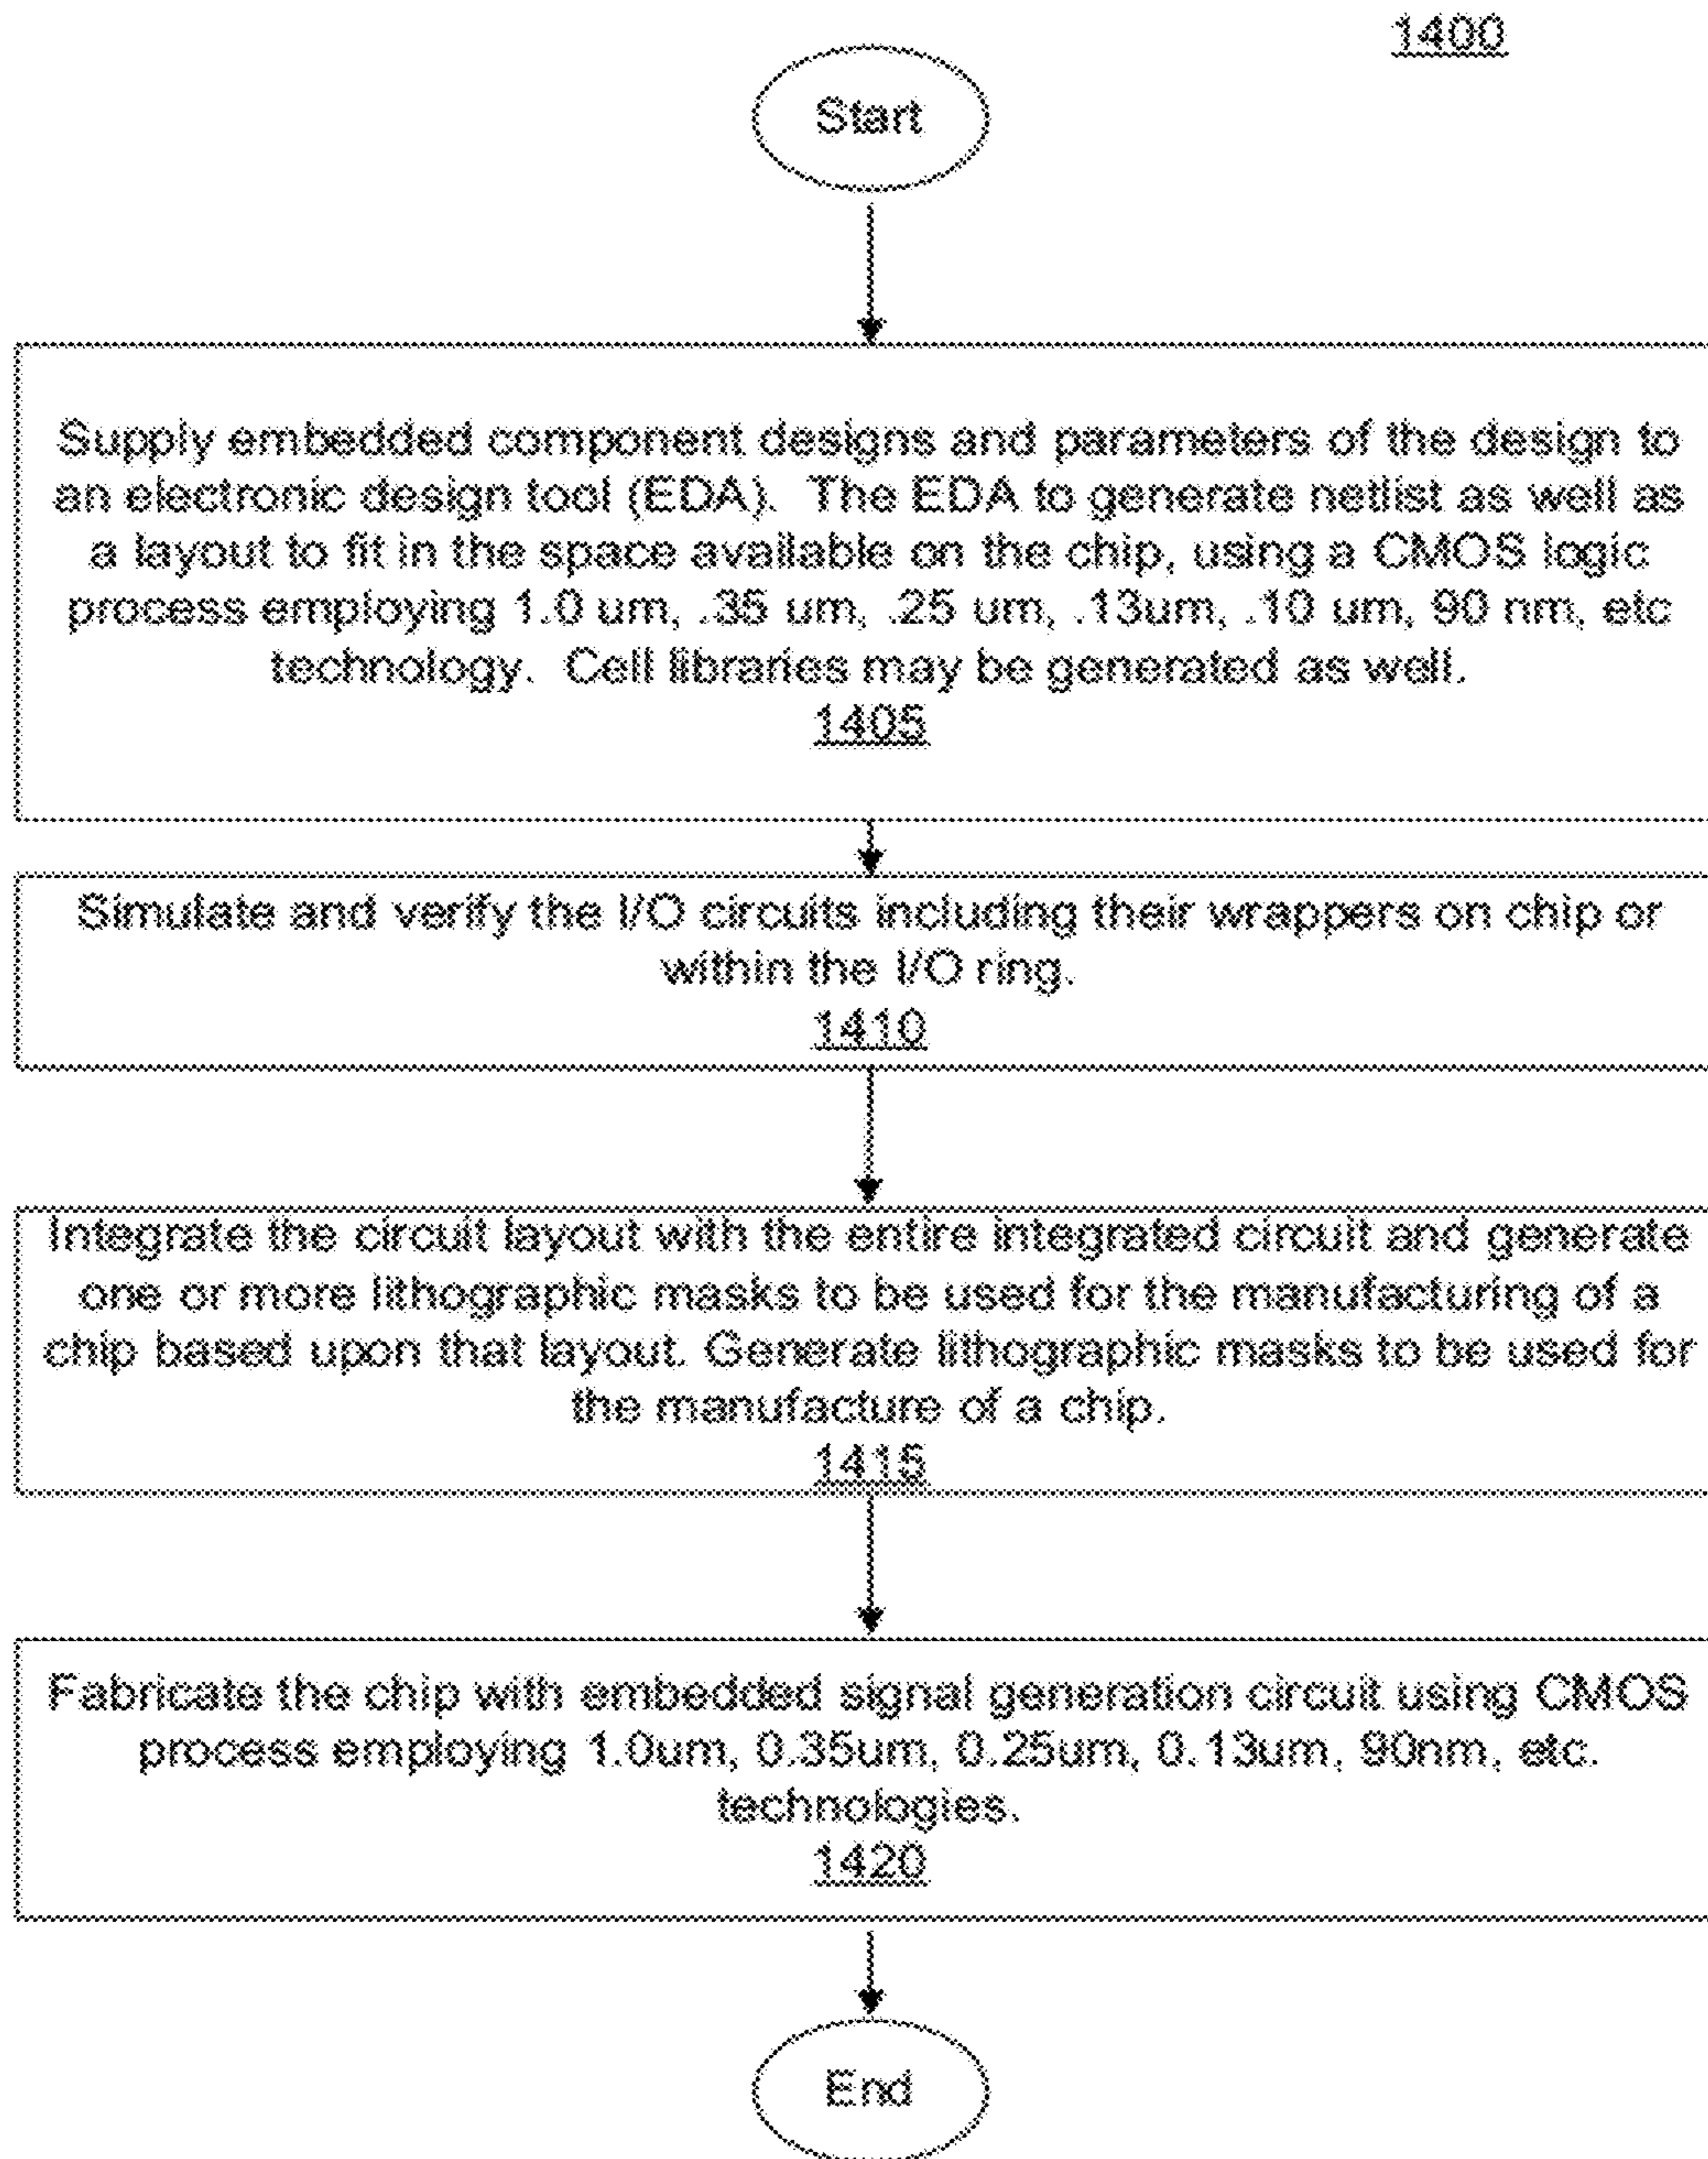 1400
Start
Supply embedded component designs and parameters of the design to
an electronic design tool (EDA). The EDA to generate netlist as well as
a layout to fit in the space available on the chip, using a CMOS logic
process employing 1.0 um, .35 um, .25 um, .13um, .10 um, 90 nm, etc
technology. Cell libraries may be generated as well.
1405
Simulate and verify the I/O circuits including their wrappers on chip or
within the I/O ring.
1410
Integrate the circuit layout with the entire integrated circuit and generate
one or more lithographic masks to be used for the manufacturing of a
chip based upon that layout. Generate lithographic masks to be used for
the manufacture of a chip.
1415
Fabricate the chip with embedded signal generation circuit using CMOS
process employing 1.0um, 0.35um, 0.25um, 0.13um, 90nm, etc.
technologies.
1420
End